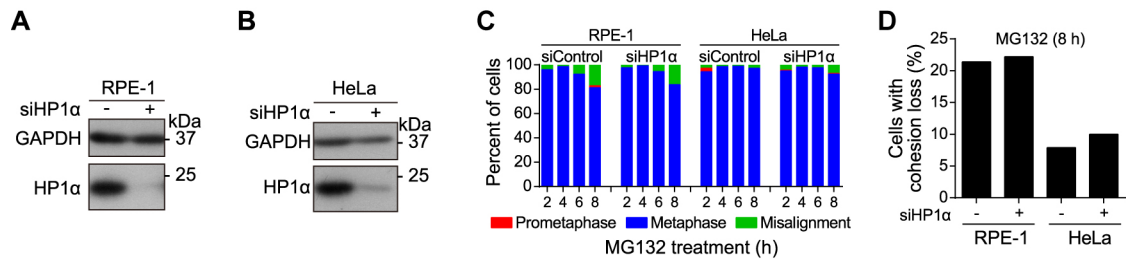 A
RPE-1
siHP1α - +
kDa
GAPDH - 37
HP1α - 25
B
HeLa
siHP1α - +
kDa
GAPDH - 37
HP1α - 25
C
RPE-1 HeLa
siControl siHP1α siControl siHP1α
Percent of cells
100
80
60
40
20
0
2 4 6 8 2 4 6 8 2 4 6 8 2 4 6 8
Prometaphase Metaphase Misalignment
MG132 treatment (h)
D
MG132 (8 h)
Cells with
cohesion loss (%)
25
20
15
10
5
0
siHP1α - + - +
RPE-1 HeLa